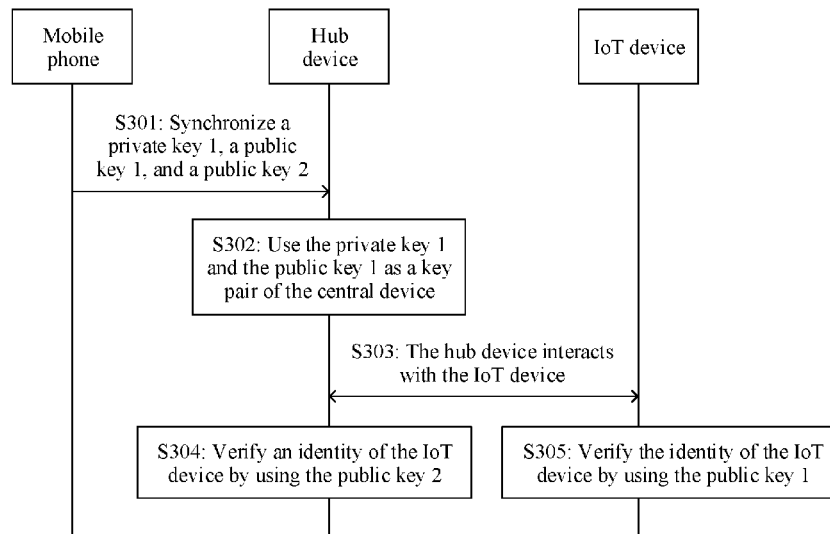 Mobile
phone
Hub
device
IoT device
S301: Synchronize a
private key 1, a public
key 1, and a public key 2
S302: Use the private key 1
and the public key 1 as a key
pair of the central device
S303: The hub device interacts
with the IoT device
S304: Verify an identity of the IoT
device by using the public key 2
S305: Verify the identity of the IoT
device by using the public key 1